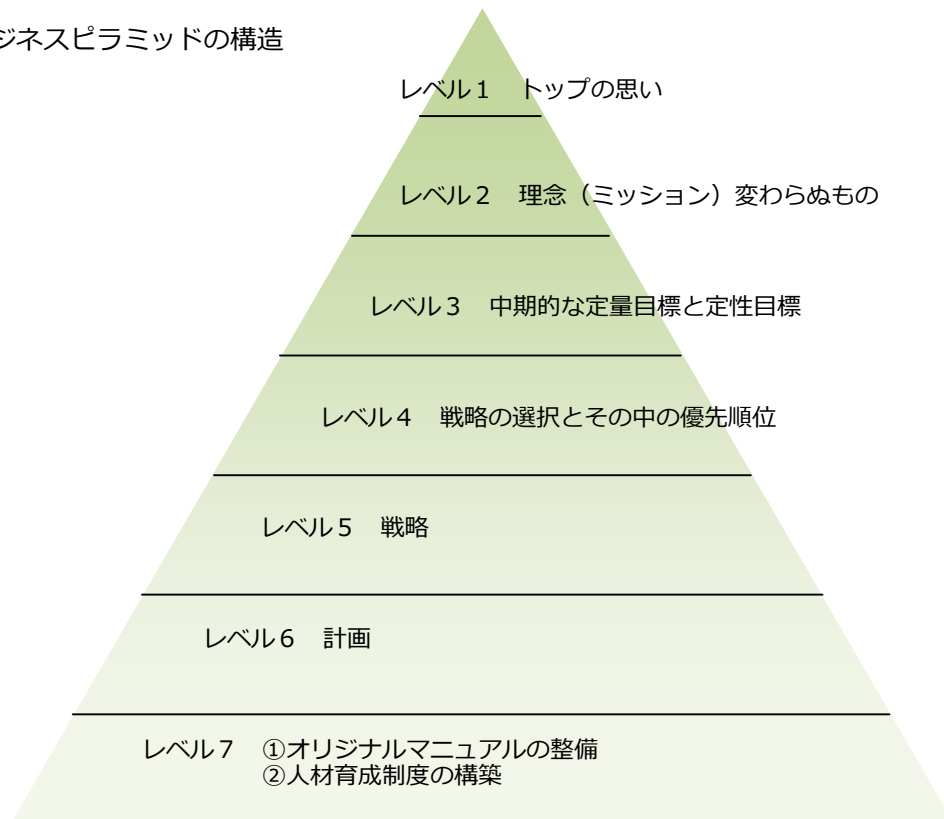 ジネスピラミッドの構造
レベル１　トップの思い
レベル２　理念（ミッション）変わらぬもの
レベル３　中期的な定量目標と定性目標
レベル４　戦略の選択とその中の優先順位
レベル５　戦略
レベル６　計画
レベル７　①オリジナルマニュアルの整備
②人材育成制度の構築